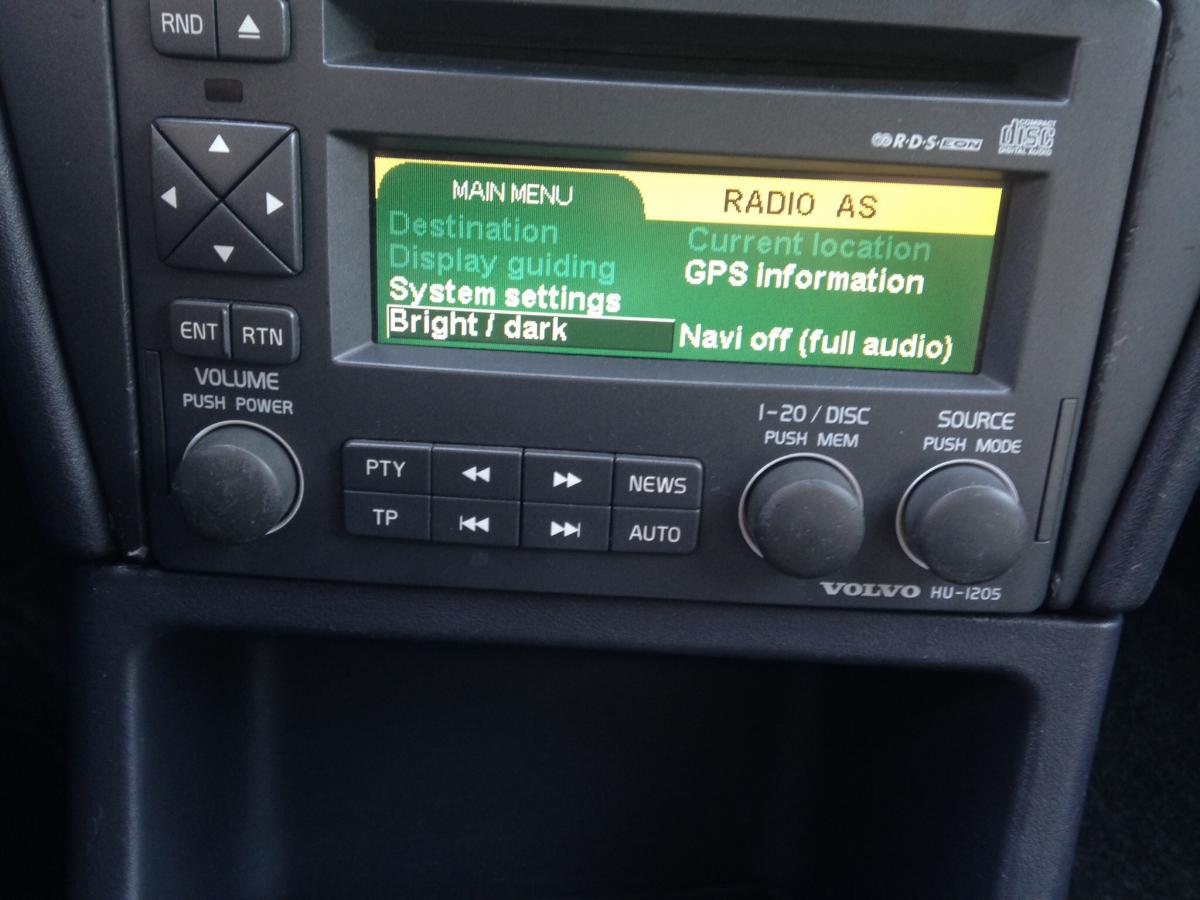 RND
R·D·S EON
COMPACT
disc
DIGITAL AUDIO
MAIN MENU
RADIO AS
Destination
Current location
Display guiding
GPS information
System settings
Bright / dark
Navi off (full audio)
ENT
RTN
VOLUME
PUSH POWER
1-20 / DISC
PUSH MEM
SOURCE
PUSH MODE
PTY
NEWS
TP
AUTO
VOLVO HU-1205